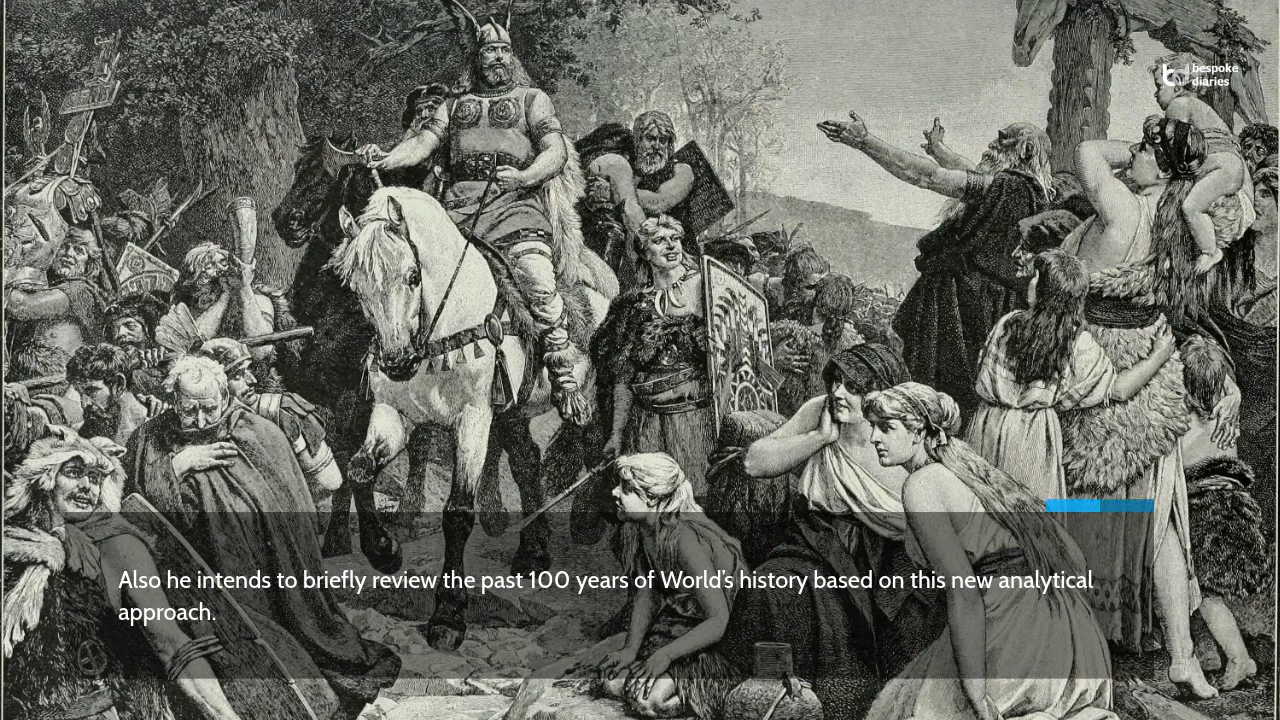 bespoke
diaries
Also he intends to briefly review the past 100 years of World's history based on this new analytical
approach.